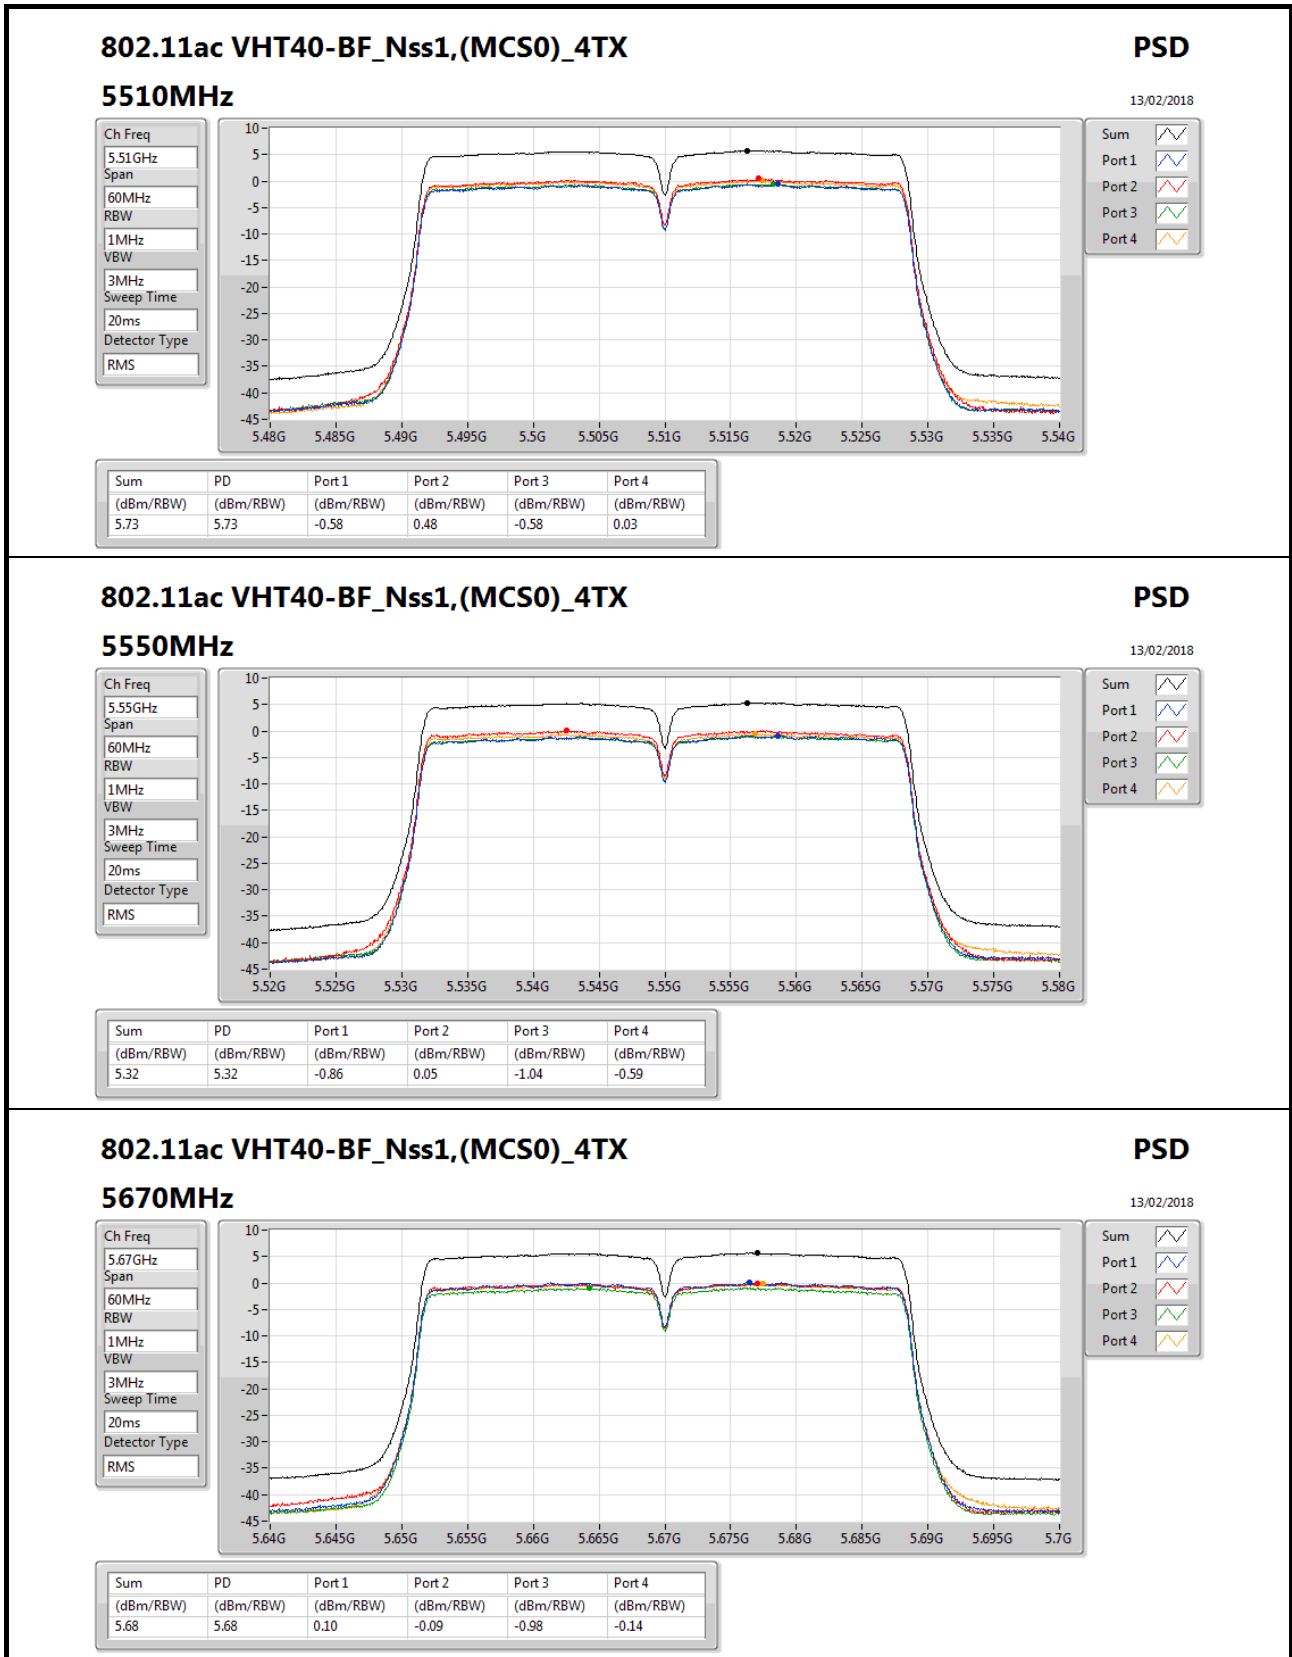 802.11ac VHT40-BF_Nss1,(MCS0)_4TX PSD
5510MHz 13/02/2018
Ch Freq
5.51GHz
Span
60MHz
RBW
1MHz
VBW
3MHz
Sweep Time
20ms
Detector Type
RMS
10
5
0
-5
-10
-15
-20
-25
-30
-35
-40
-45
5.48G 5.485G 5.49G 5.495G 5.5G 5.505G 5.51G 5.515G 5.52G 5.525G 5.53G 5.535G 5.54G
Sum
Port 1
Port 2
Port 3
Port 4
Sum PD Port 1 Port 2 Port 3 Port 4
(dBm/RBW) (dBm/RBW) (dBm/RBW) (dBm/RBW) (dBm/RBW) (dBm/RBW)
5.73 5.73 -0.58 0.48 -0.58 0.03
802.11ac VHT40-BF_Nss1,(MCS0)_4TX PSD
5550MHz 13/02/2018
Ch Freq
5.55GHz
Span
60MHz
RBW
1MHz
VBW
3MHz
Sweep Time
20ms
Detector Type
RMS
10
5
0
-5
-10
-15
-20
-25
-30
-35
-40
-45
5.52G 5.525G 5.53G 5.535G 5.54G 5.545G 5.55G 5.555G 5.56G 5.565G 5.57G 5.575G 5.58G
Sum
Port 1
Port 2
Port 3
Port 4
Sum PD Port 1 Port 2 Port 3 Port 4
(dBm/RBW) (dBm/RBW) (dBm/RBW) (dBm/RBW) (dBm/RBW) (dBm/RBW)
5.32 5.32 -0.86 0.05 -1.04 -0.59
802.11ac VHT40-BF_Nss1,(MCS0)_4TX PSD
5670MHz 13/02/2018
Ch Freq
5.67GHz
Span
60MHz
RBW
1MHz
VBW
3MHz
Sweep Time
20ms
Detector Type
RMS
10
5
0
-5
-10
-15
-20
-25
-30
-35
-40
-45
5.64G 5.645G 5.65G 5.655G 5.66G 5.665G 5.67G 5.675G 5.68G 5.685G 5.69G 5.695G 5.7G
Sum
Port 1
Port 2
Port 3
Port 4
Sum PD Port 1 Port 2 Port 3 Port 4
(dBm/RBW) (dBm/RBW) (dBm/RBW) (dBm/RBW) (dBm/RBW) (dBm/RBW)
5.68 5.68 0.10 -0.09 -0.98 -0.14